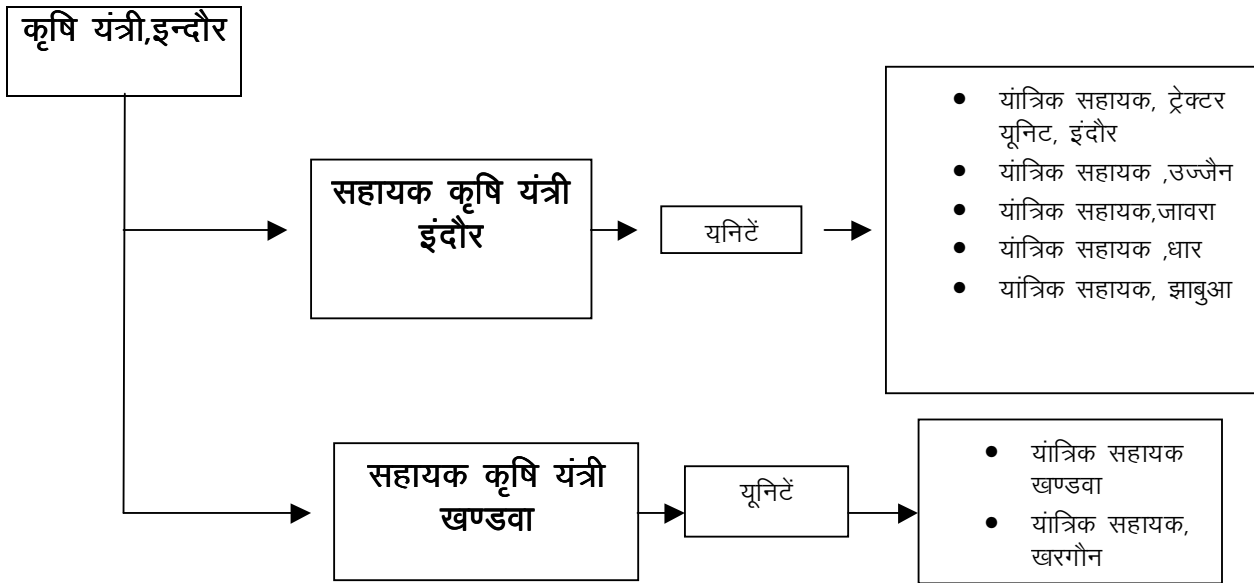 कृषि यंत्री,इन्दौर
सहायक कृषि यंत्री
इंदौर
यनिटें
• यांत्रिक सहायक, ट्रेक्टर
यूनिट, इंदौर
• यांत्रिक सहायक ,उज्जैन
• यांत्रिक सहायक,जावरा
• यांत्रिक सहायक ,धार
• यांत्रिक सहायक, झाबुआ
सहायक कृषि यंत्री
खण्डवा
यूनिटें
• यांत्रिक सहायक
खण्डवा
• यांत्रिक सहायक,
खरगौन